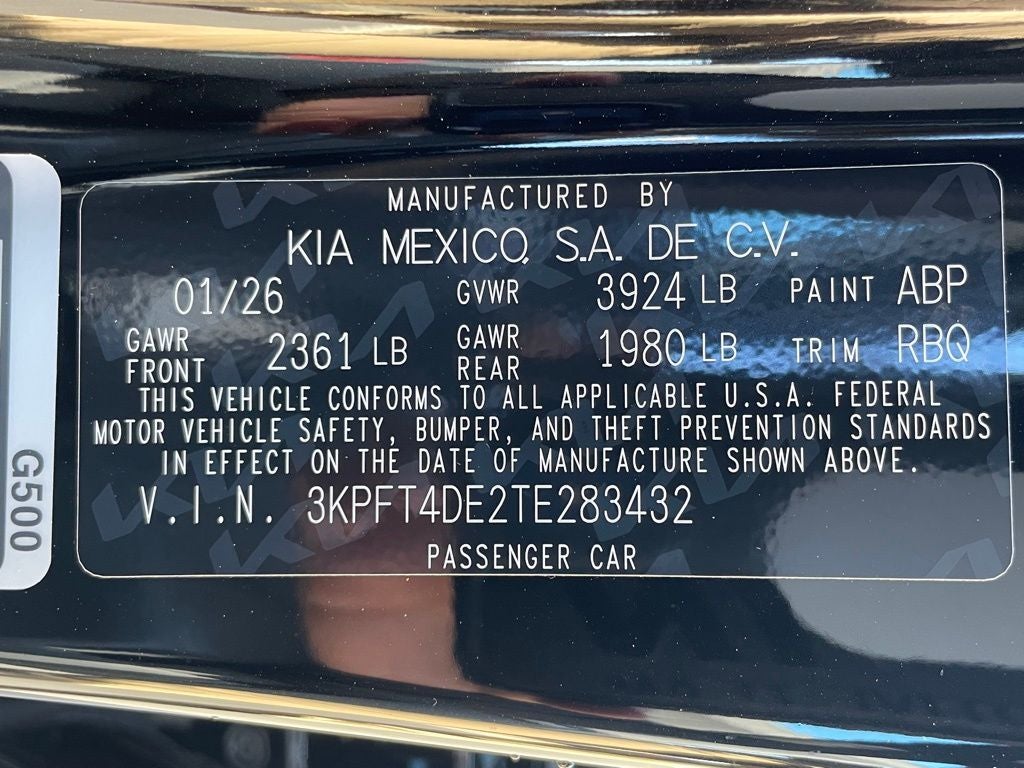 MANUFACTURED BY
KIA MEXICO, S.A. DE C.V.
01/26 GVWR 3924 LB PAINT ABP
GAWR FRONT 2361 LB GAWR REAR 1980 LB TRIM RBQ
THIS VEHICLE CONFORMS TO ALL APPLICABLE U.S.A. FEDERAL
MOTOR VEHICLE SAFETY, BUMPER, AND THEFT PREVENTION STANDARDS
IN EFFECT ON THE DATE OF MANUFACTURE SHOWN ABOVE.
V.I.N. 3KPFT4DE2TE283432
PASSENGER CAR
G500